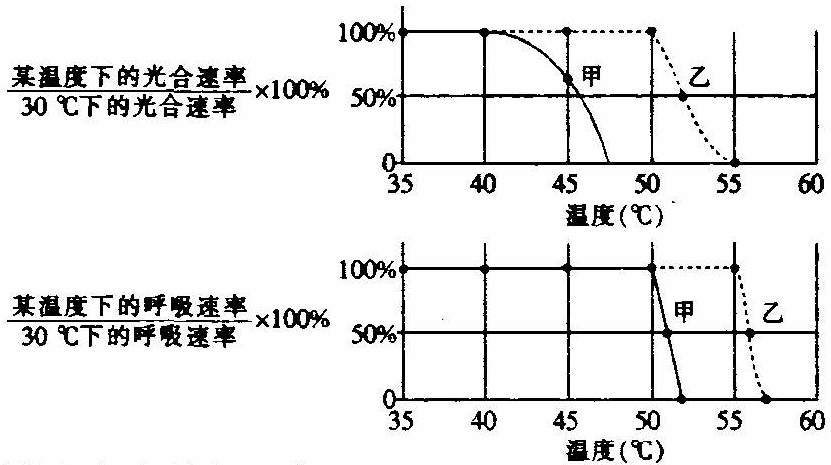 某温度下的光合速率
30 ℃下的光合速率
×100%
100%
50%
0
甲
乙
35 40 45 50 55 60
温度(℃)
某温度下的呼吸速率
30 ℃下的呼吸速率
×100%
100%
50%
0
甲
乙
35 40 45 50 55 60
温度(℃)